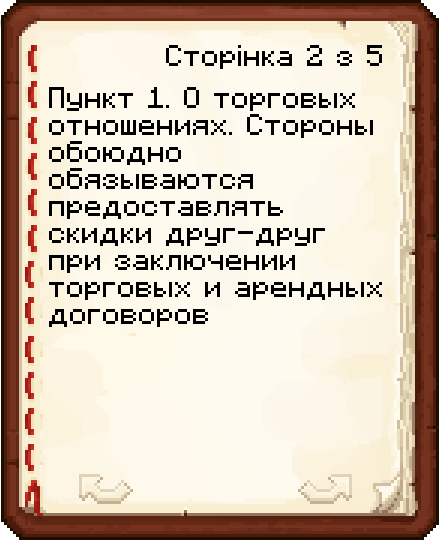 Сторінка 2 з 5
Пункт 1. О торговых
отношениях. Стороны
обоюдно
обязываются
предоставлять
скидки друг-друг
при заключении
торговых и арендных
договоров